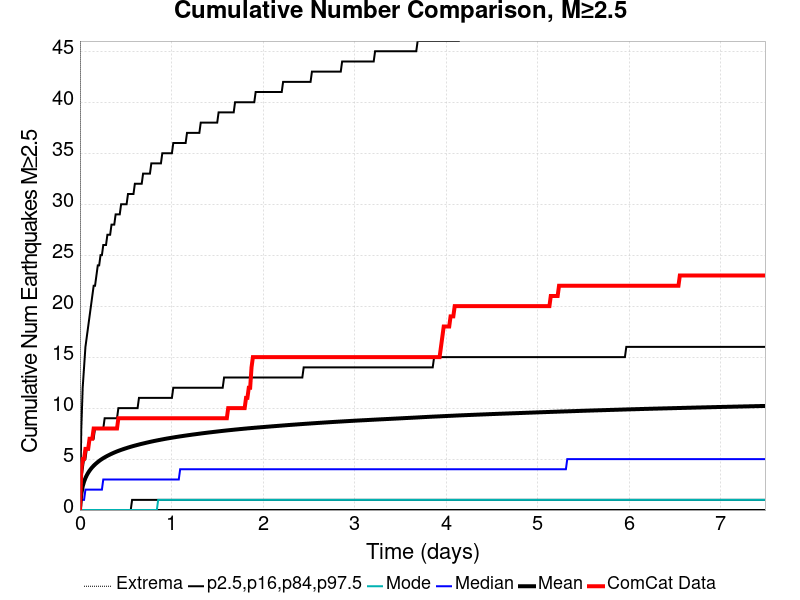 Cumulative Number Comparison, M≥2.5
Cumulative Num Earthquakes M≥2.5
45
40
35
30
25
20
15
10
5
0
0 1 2 3 4 5 6 7
Time (days)
Extrema p2.5,p16,p84,p97.5 Mode Median Mean ComCat Data